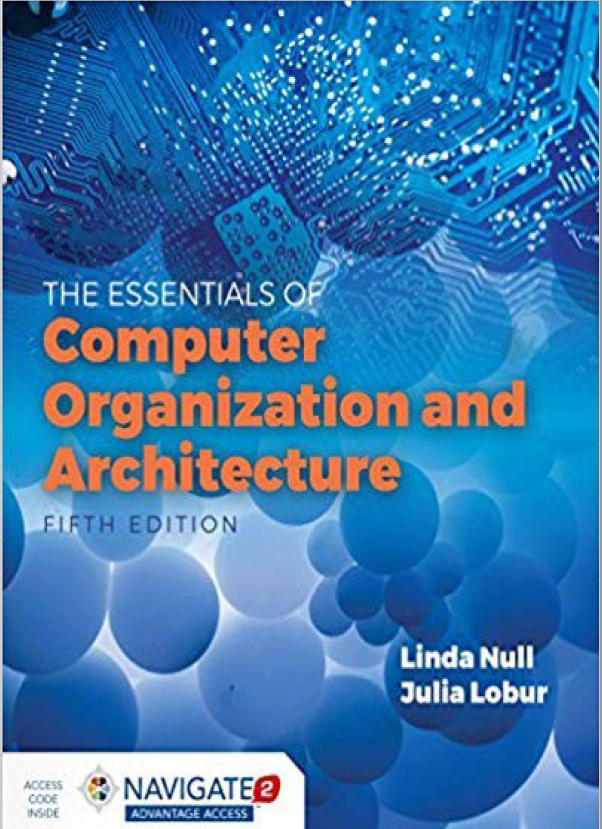 THE ESSENTIALS OF
Computer
Organization and
Architecture
FIFTH EDITION
Linda Null
Julia Lobur
ACCESS
CODE
INSIDE
NAVIGATE 2
ADVANTAGE ACCESS